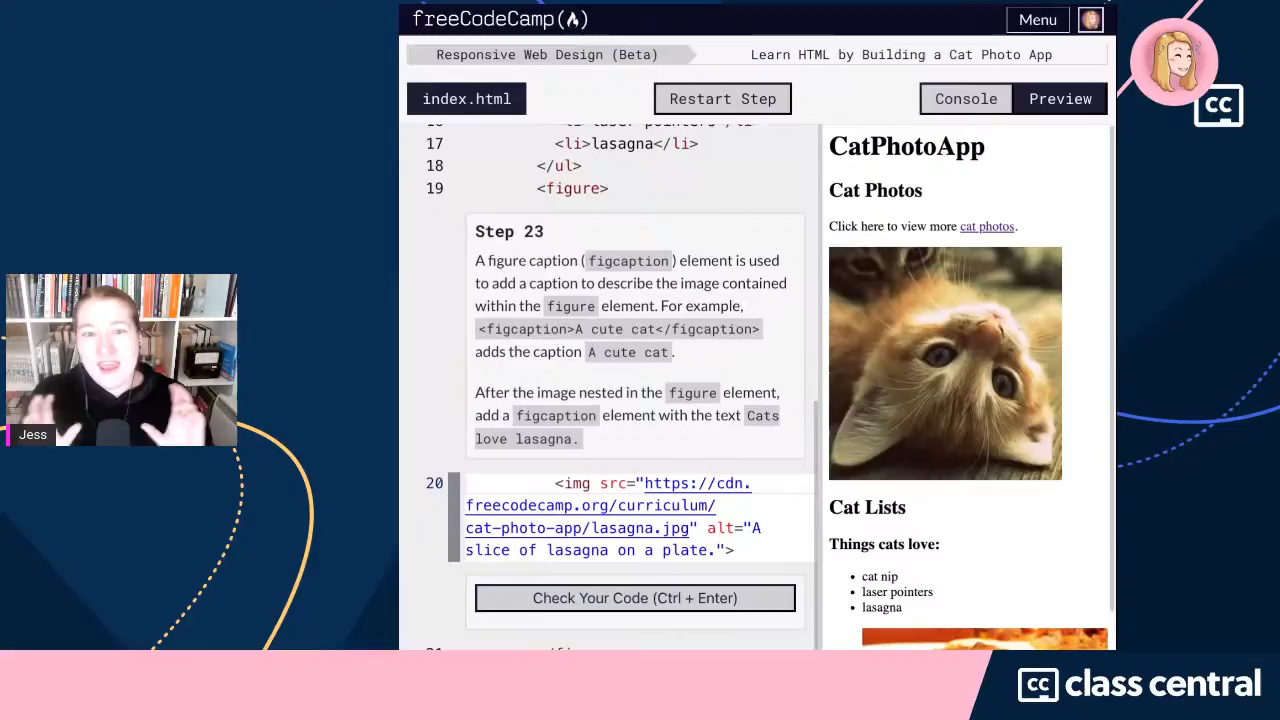 freeCodeCamp
Menu
Responsive Web Design (Beta)
Learn HTML by Building a Cat Photo App
index.html
Restart Step
Console
Preview
17 <li>lasagna</li>
18 </ul>
19 <figure>
Step 23
A figure caption ( figcaption ) element is used
to add a caption to describe the image contained
within the figure element. For example,
<figcaption>A cute cat</figcaption>
adds the caption A cute cat .
After the image nested in the figure element,
add a figcaption element with the text Cats
love lasagna.
20 <img src="https://cdn.
freecodecamp.org/curriculum/
cat-photo-app/lasagna.jpg" alt="A
slice of lasagna on a plate.">
Check Your Code (Ctrl + Enter)
CatPhotoApp
Cat Photos
Click here to view more cat photos.
Cat Lists
Things cats love:
• cat nip
• laser pointers
• lasagna
Jess
cc
cc class central